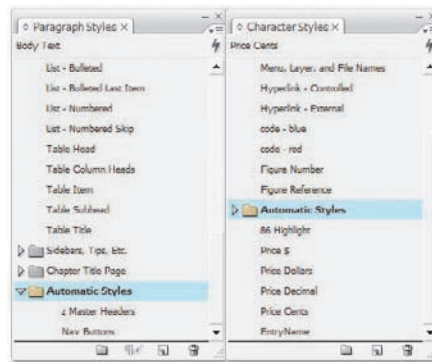 Paragraph Styles
Body Text
List - Bulleted
List - Bulleted Last Item
List - Numbered
List - Numbered Skip
Table Head
Table Column Heads
Table Item
Table Subhead
Table Title
Sidebars, Tips, Etc.
Chapter Title Page
Automatic Styles
z Master Headers
Nav Buttons
Character Styles
Price Cents
Menu, Layer, and File Names
Hyperlink - Controlled
Hyperlink - External
code - blue
code - red
Figure Number
Figure Reference
Automatic Styles
86 Highlight
Price $
Price Dollars
Price Decimal
Price Cents
EntryName